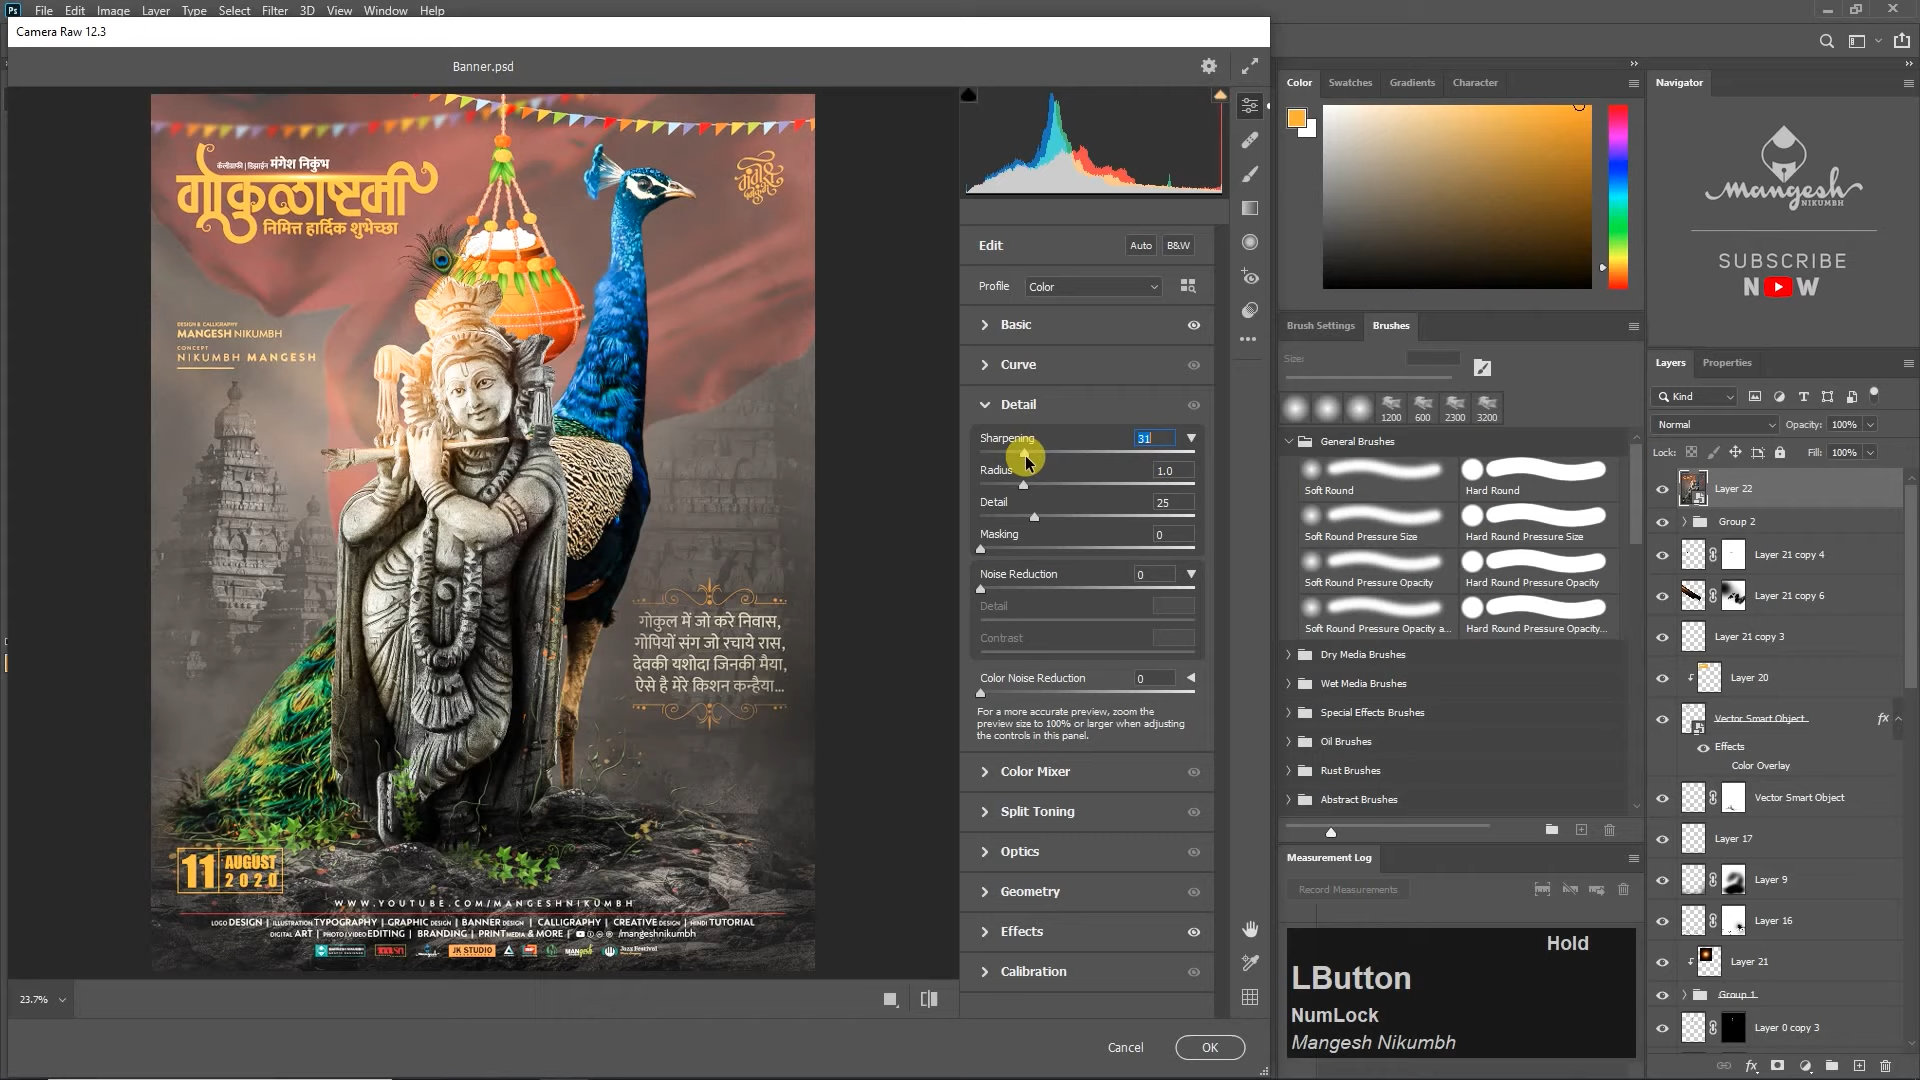 File Edit Image Layer Type Select Filter 3D View Window Help
Camera Raw 12.3
Banner.psd
कॅलीग्राफी | डिझाईन मंगेश निकुंभ
गोकुळाष्टमी
निमित्त हार्दिक शुभेच्छा
DESIGN & CALLIGRAPHY
MANGESH NIKUMBH
CONCEPT
NIKUMBH MANGESH
गोकुल में जो करे निवास,
गोपियों संग जो रचाये रास,
देवकी यशोदा जिनकी मैया,
ऐसे है मेरे किशन कन्हैया...
11 AUGUST
2020
WWW.YOUTUBE.COM/MANGESHNIKUMBH
LOGO DESIGN | ILLUSTRATION TYPOGRAPHY | GRAPHIC DESIGN | BANNER DESIGN | CALLIGRAPHY | CREATIVE DESIGN | HINDI TUTORIAL
DIGITAL ART | PHOTO/VIDEO EDITING | BRANDING | PRINT MEDIA & MORE | /mangeshnikumbh
JK STUDIO
Jazz Festival
23.7%
Edit Auto B&W
Profile Color
Basic
Curve
Detail
Sharpening 31
Radius 1.0
Detail 25
Masking 0
Noise Reduction 0
Detail
Contrast
Color Noise Reduction 0
For a more accurate preview, zoom the
preview size to 100% or larger when adjusting
the controls in this panel.
Color Mixer
Split Toning
Optics
Geometry
Effects
Calibration
Cancel OK
Color Swatches Gradients Character
Brush Settings Brushes
Size:
1200 600 2300 3200
General Brushes
Soft Round Hard Round
Soft Round Pressure Size Hard Round Pressure Size
Soft Round Pressure Opacity Hard Round Pressure Opacity
Soft Round Pressure Opacity a... Hard Round Pressure Opacity...
Dry Media Brushes
Wet Media Brushes
Special Effects Brushes
Oil Brushes
Rust Brushes
Abstract Brushes
Measurement Log
Record Measurements
Hold
LButton
NumLock
Mangesh Nikumbh
Navigator
Mangesh
NIKUMBH
SUBSCRIBE
NOW
Layers Properties
Kind
Normal Opacity: 100%
Lock: Fill: 100%
Layer 22
Group 2
Layer 21 copy 4
Layer 21 copy 6
Layer 21 copy 3
Layer 20
Vector Smart Object fx
Effects
Color Overlay
Vector Smart Object
Layer 17
Layer 9
Layer 16
Layer 21
Group 1
Layer 0 copy 3